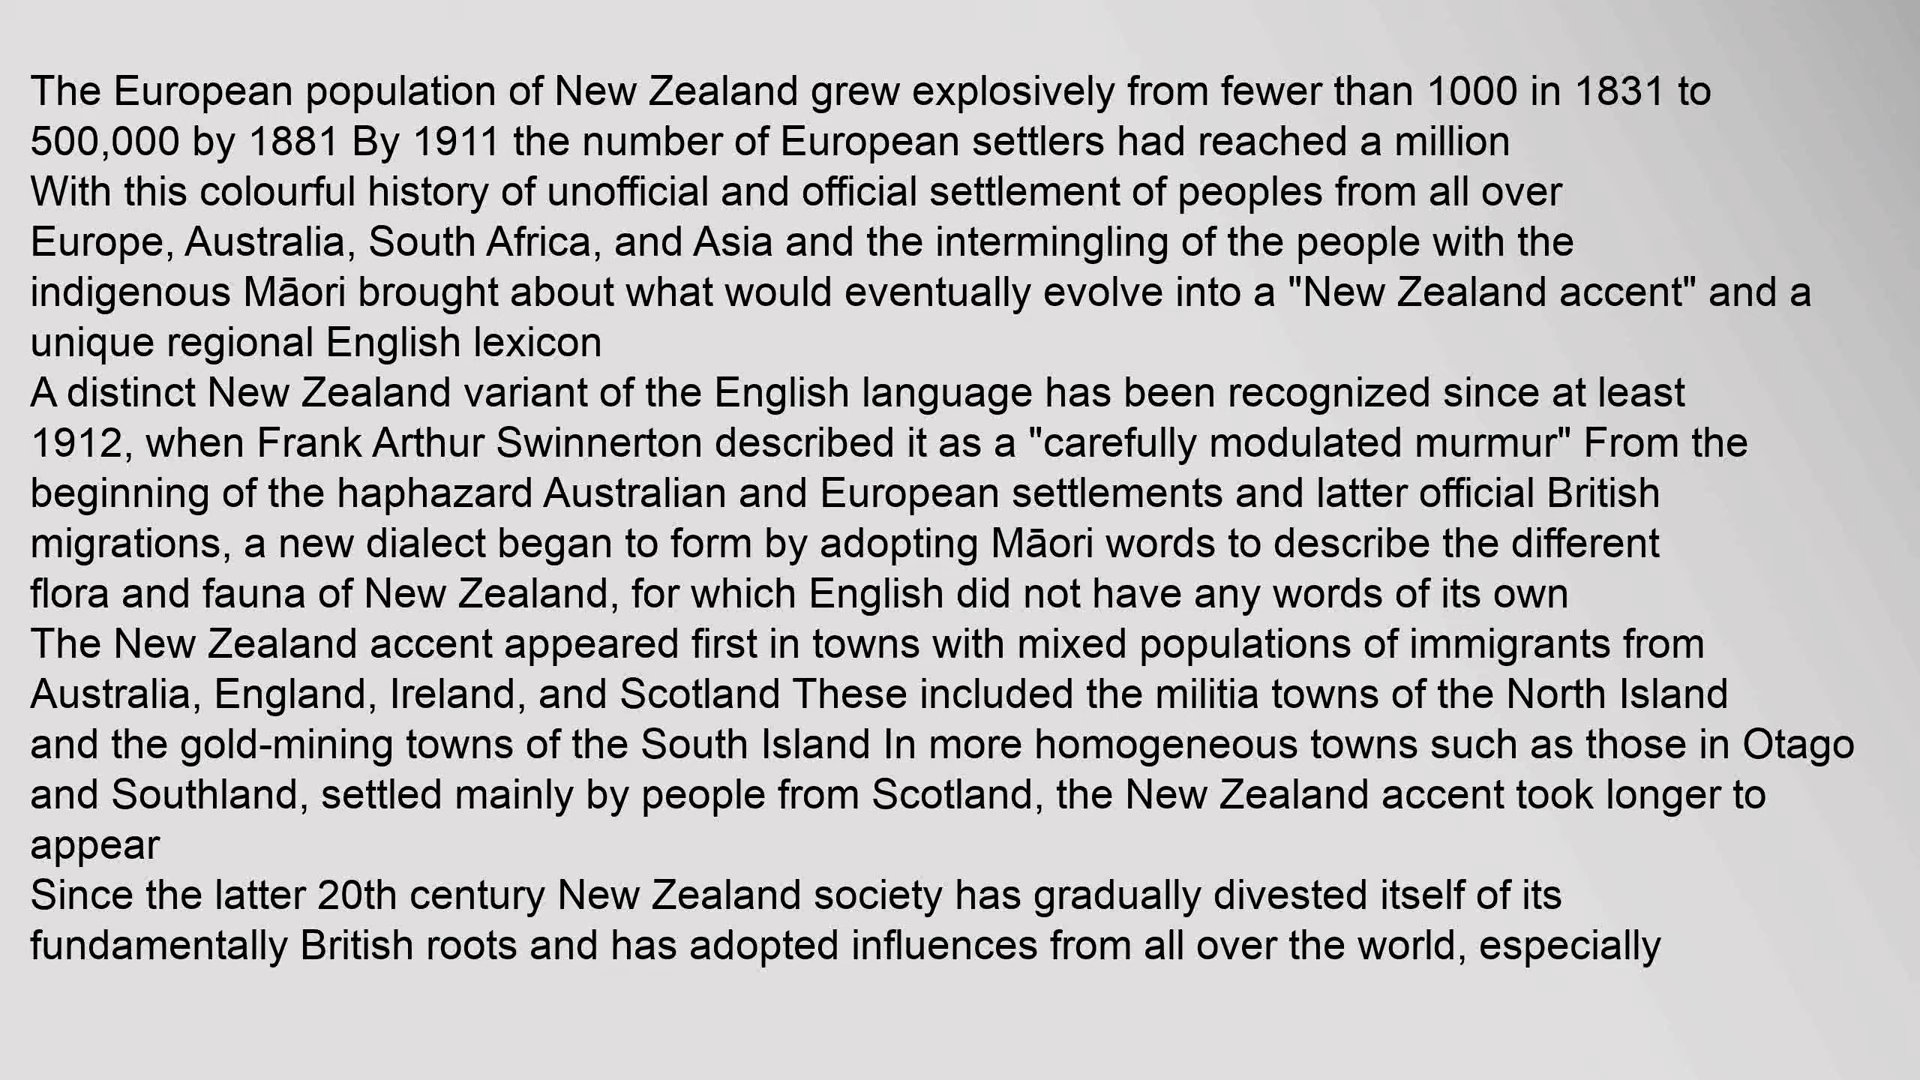 The European population of New Zealand grew explosively from fewer than 1000 in 1831 to
500,000 by 1881 By 1911 the number of European settlers had reached a million
With this colourful history of unofficial and official settlement of peoples from all over
Europe, Australia, South Africa, and Asia and the intermingling of the people with the
indigenous Māori brought about what would eventually evolve into a "New Zealand accent" and a
unique regional English lexicon
A distinct New Zealand variant of the English language has been recognized since at least
1912, when Frank Arthur Swinnerton described it as a "carefully modulated murmur" From the
beginning of the haphazard Australian and European settlements and latter official British
migrations, a new dialect began to form by adopting Māori words to describe the different
flora and fauna of New Zealand, for which English did not have any words of its own
The New Zealand accent appeared first in towns with mixed populations of immigrants from
Australia, England, Ireland, and Scotland These included the militia towns of the North Island
and the gold-mining towns of the South Island In more homogeneous towns such as those in Otago
and Southland, settled mainly by people from Scotland, the New Zealand accent took longer to
appear
Since the latter 20th century New Zealand society has gradually divested itself of its
fundamentally British roots and has adopted influences from all over the world, especially